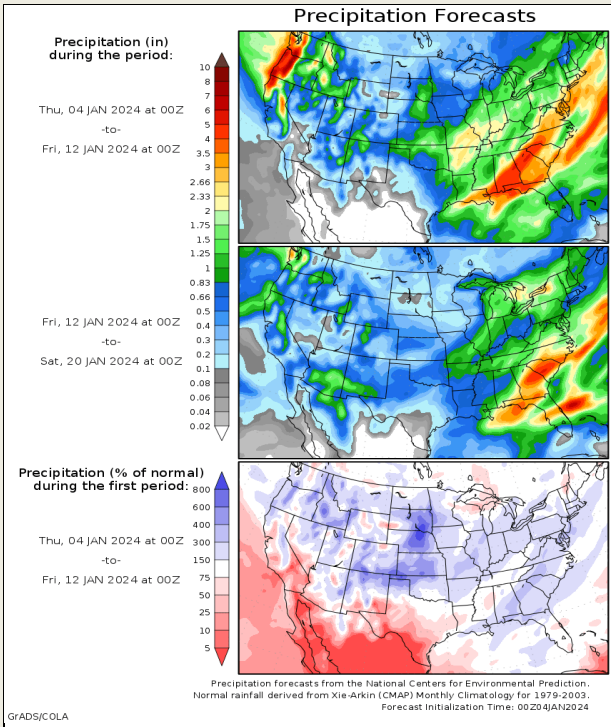 Precipitation Forecasts
Precipitation (in)
during the period:
Thu, 04 JAN 2024 at 00Z
-to-
Fri, 12 JAN 2024 at 00Z
10
8
7
6
5
4
3.5
3
2.66
2.33
2
1.75
1.5
1.25
1
0.83
0.66
0.5
0.4
0.3
0.2
0.1
0.08
0.06
0.04
0.02
Fri, 12 JAN 2024 at 00Z
-to-
Sat, 20 JAN 2024 at 00Z
Precipitation (% of normal)
during the first period:
Thu, 04 JAN 2024 at 00Z
-to-
Fri, 12 JAN 2024 at 00Z
800
600
400
300
150
75
50
25
10
5
Precipitation forecasts from the National Centers for Environmental Prediction.
Normal rainfall derived from Xie-Arkin (CMAP) Monthly Climatology for 1979-2003.
Forecast Initialization Time: 00Z04JAN2024
GrADS/COLA